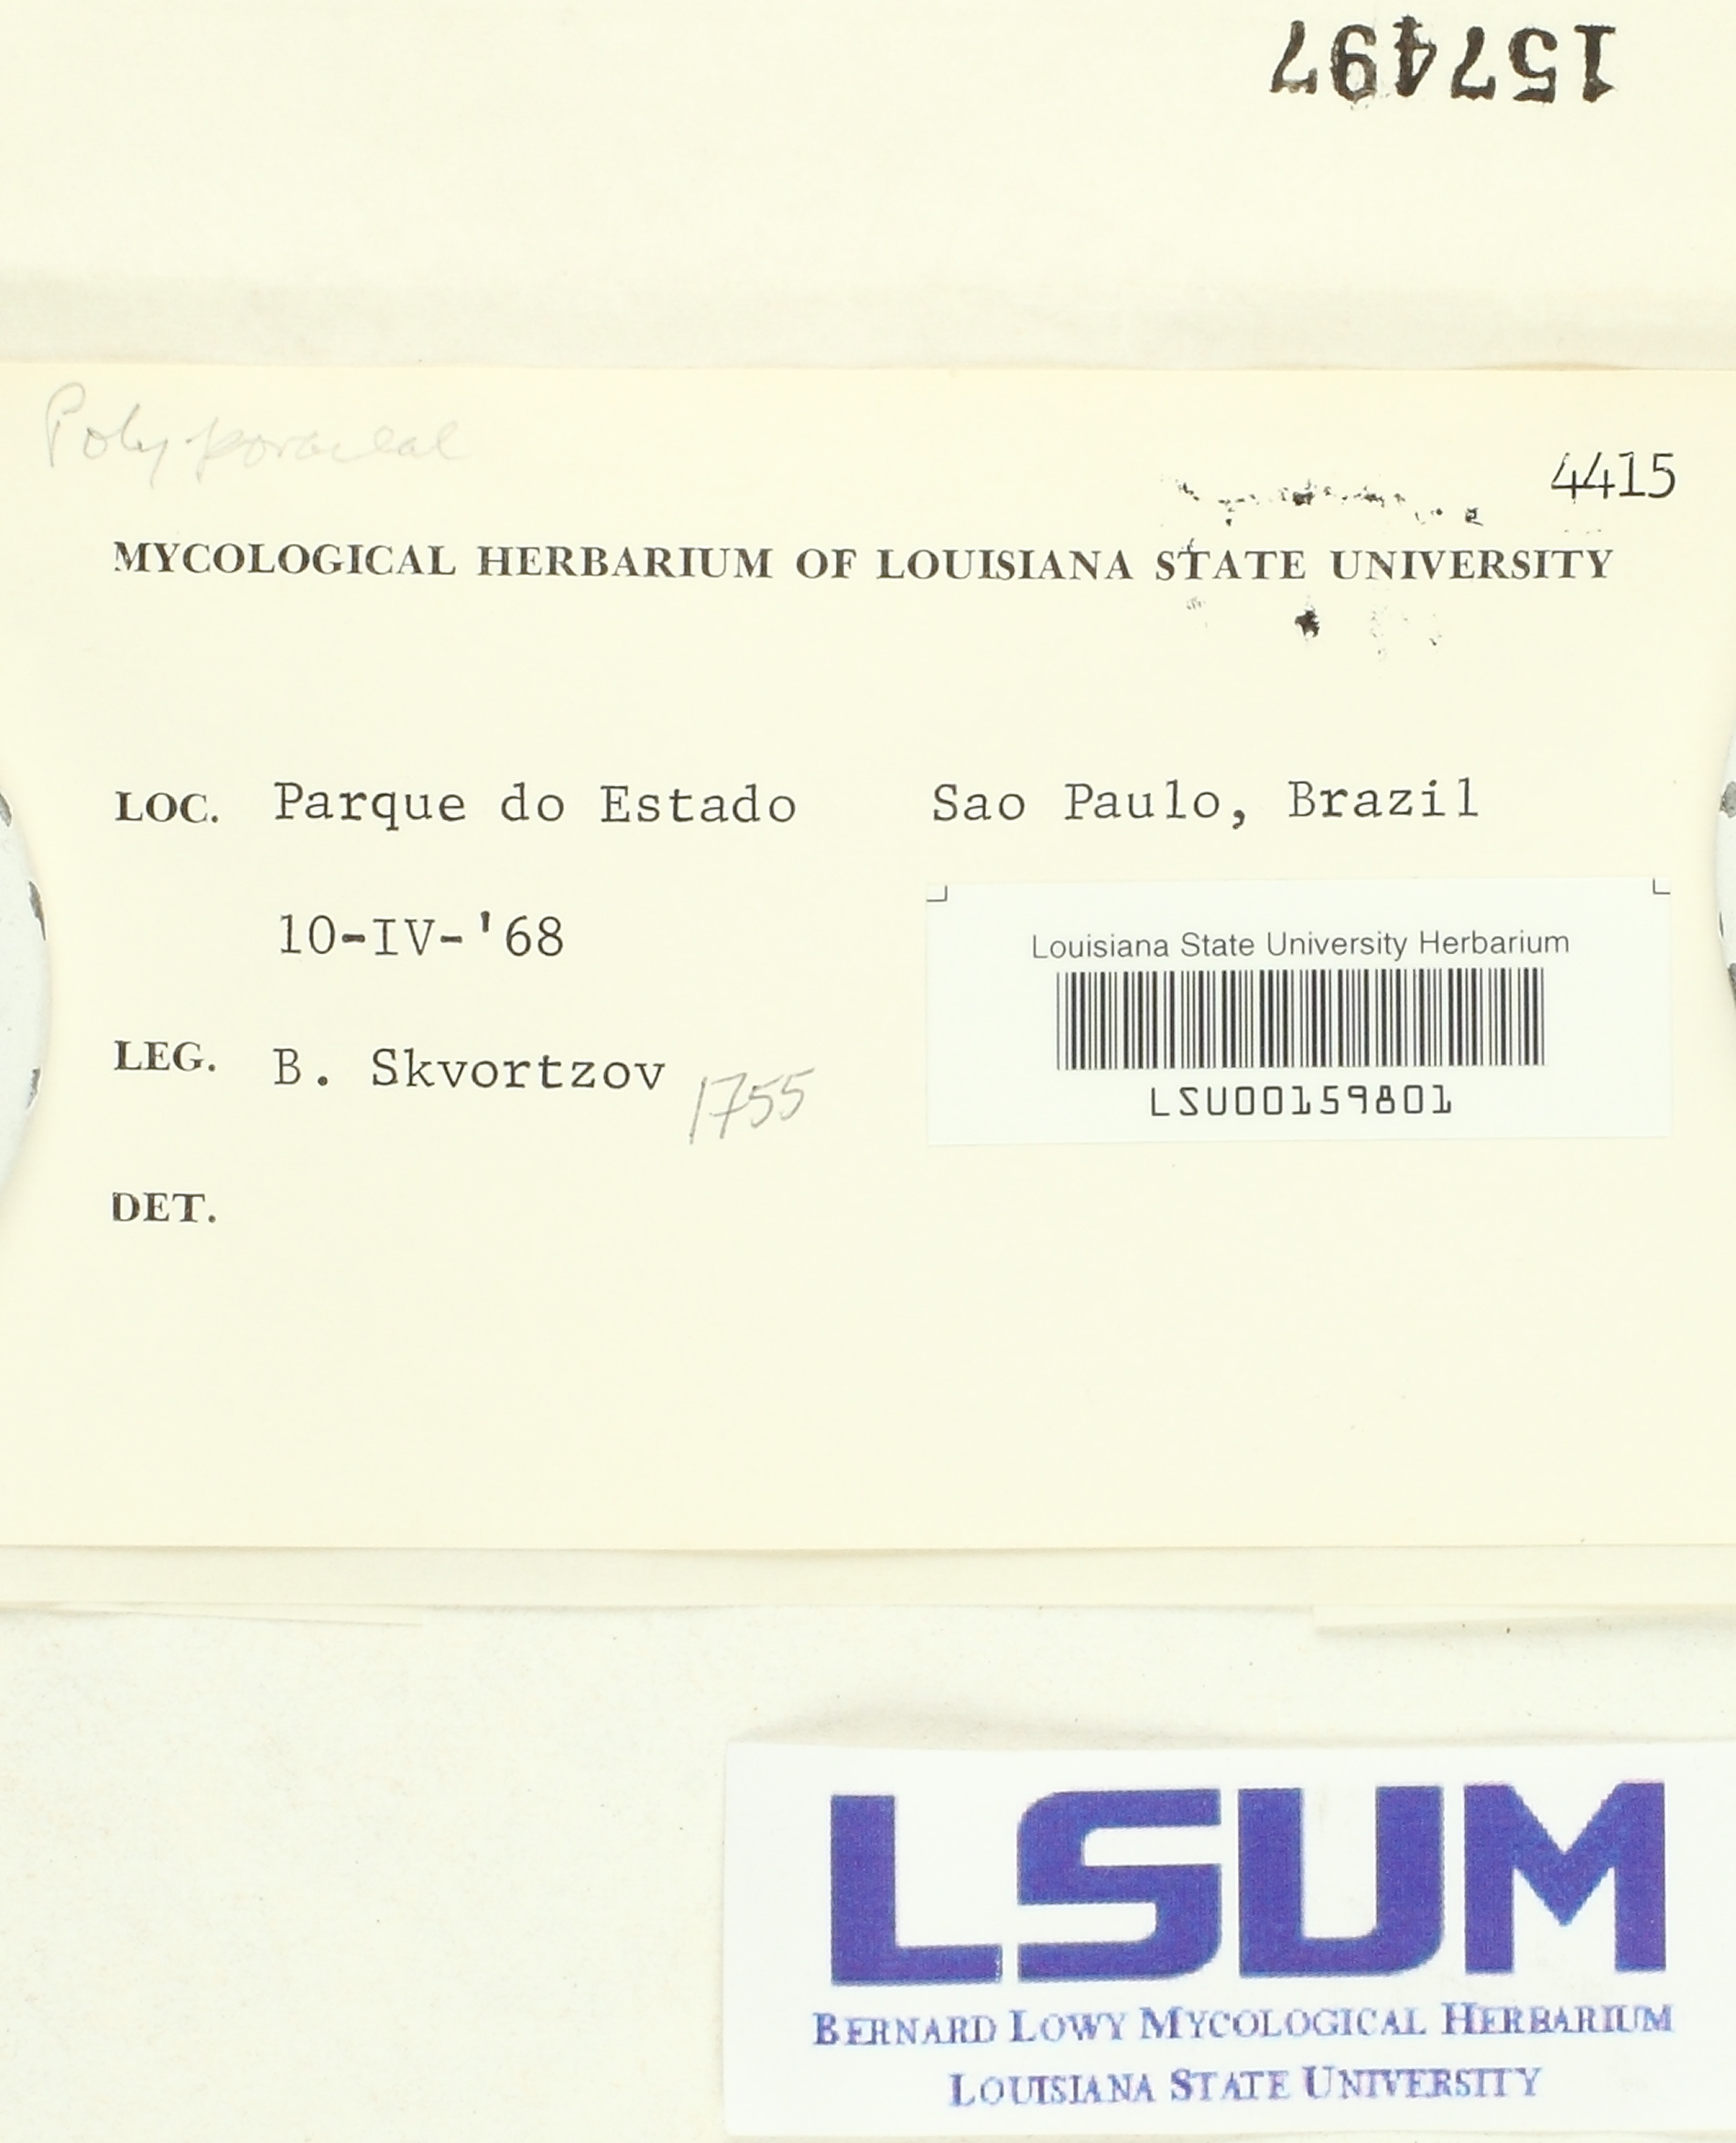 157497
Polyporaceae
4415
MYCOLOGICAL HERBARIUM OF LOUISIANA STATE UNIVERSITY
LOC. Parque do Estado Sao Paulo, Brazil
10-IV-'68
Louisiana State University Herbarium
LEG. B. Skvortzov 1755
LSU00159801
DET.
LSUM
BERNARD LOWY MYCOLOGICAL HERBARIUM
LOUISIANA STATE UNIVERSITY